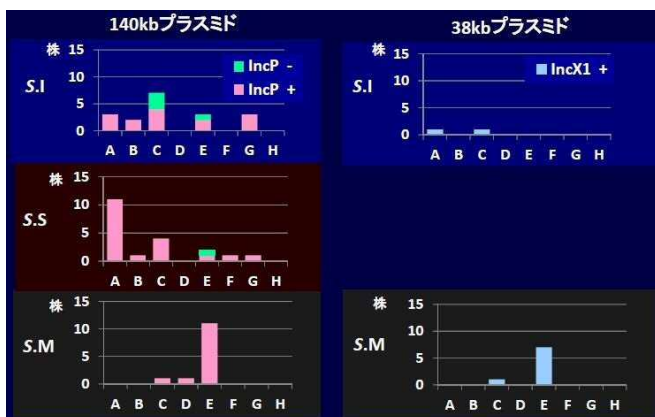 140kbプラスミド
38kbプラスミド
S.I
株
15
10
5
0
IncP -
IncP +
A B C D E F G H
株
15
10
5
0
IncX1 +
A B C D E F G H
S.S
株
15
10
5
0
A B C D E F G H
S.M
株
15
10
5
0
A B C D E F G H
S.M
株
15
10
5
0
A B C D E F G H